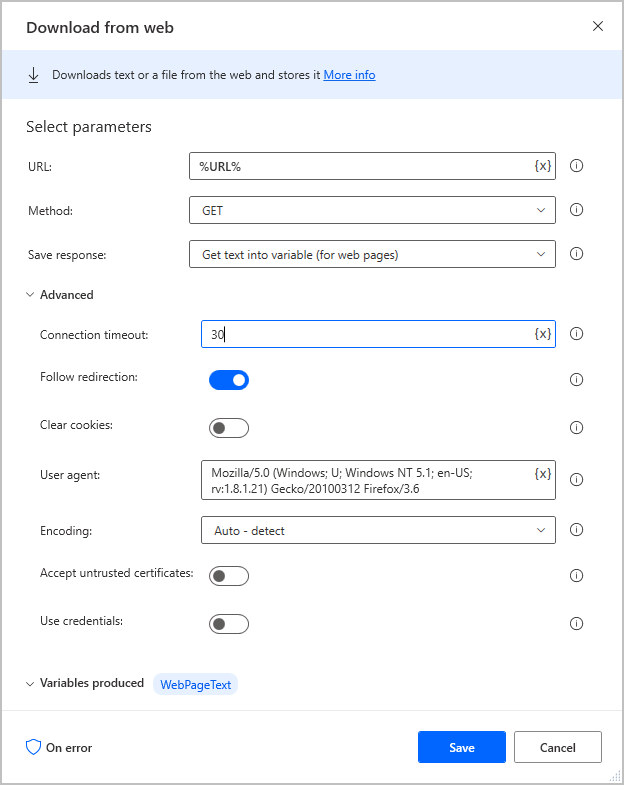 Download from web
Downloads text or a file from the web and stores it More info
Select parameters
URL: %URL% {x}
Method: GET
Save response: Get text into variable (for web pages)
Advanced
Connection timeout: 30 {x}
Follow redirection:
Clear cookies:
User agent: Mozilla/5.0 (Windows; U; Windows NT 5.1; en-US; {x}
rv:1.8.1.21) Gecko/20100312 Firefox/3.6
Encoding: Auto - detect
Accept untrusted certificates:
Use credentials:
Variables produced WebPageText
On error Save Cancel